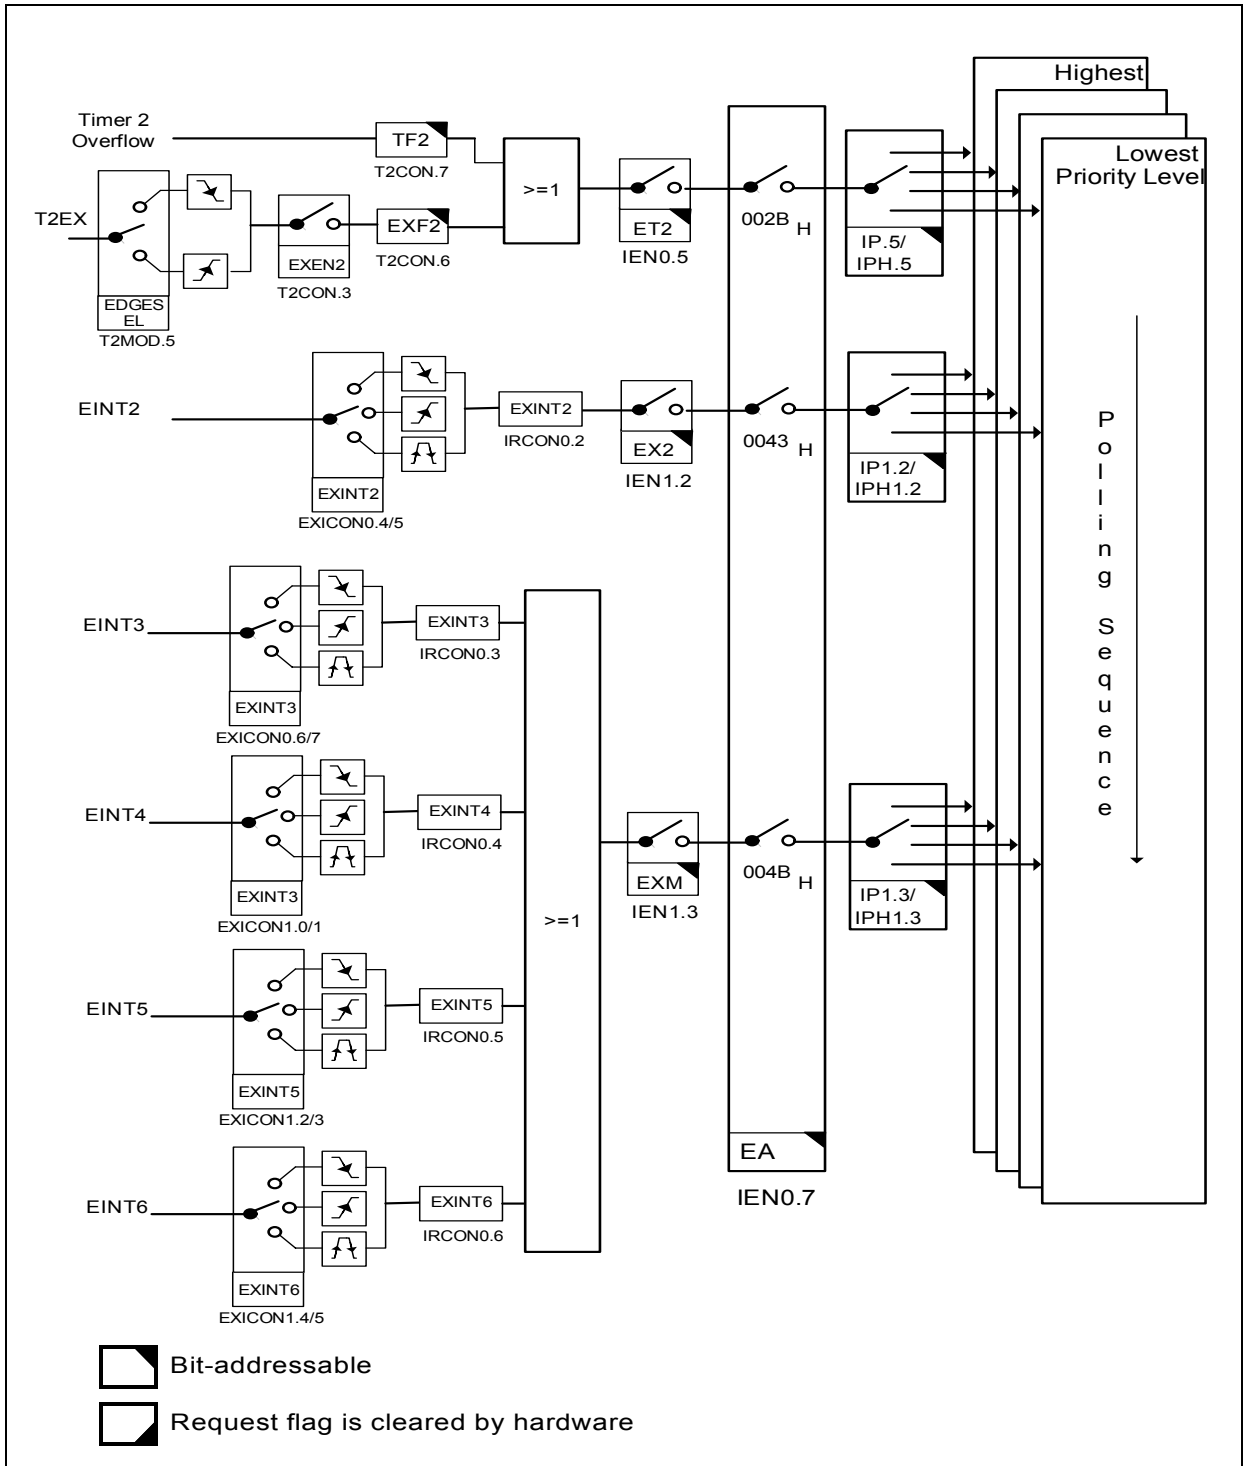 Highest
Lowest
Priority Level
Timer 2
Overflow
TF2
T2CON.7
>=1
T2EX
EDGES
EL
T2MOD.5
EXEN2
T2CON.3
EXF2
T2CON.6
ET2
IEN0.5
002B H
IP.5/
IPH.5
EINT2
EXINT2
EXICON0.4/5
EXINT2
IRCON0.2
EX2
IEN1.2
0043 H
IP1.2/
IPH1.2
Polling Sequence
EINT3
EXINT3
EXICON0.6/7
EXINT3
IRCON0.3
EINT4
EXINT3
EXICON1.0/1
EXINT4
IRCON0.4
>=1
EXM
IEN1.3
004B H
IP1.3/
IPH1.3
EINT5
EXINT5
EXICON1.2/3
EXINT5
IRCON0.5
EINT6
EXINT6
EXICON1.4/5
EXINT6
IRCON0.6
EA
IEN0.7
Bit-addressable
Request flag is cleared by hardware